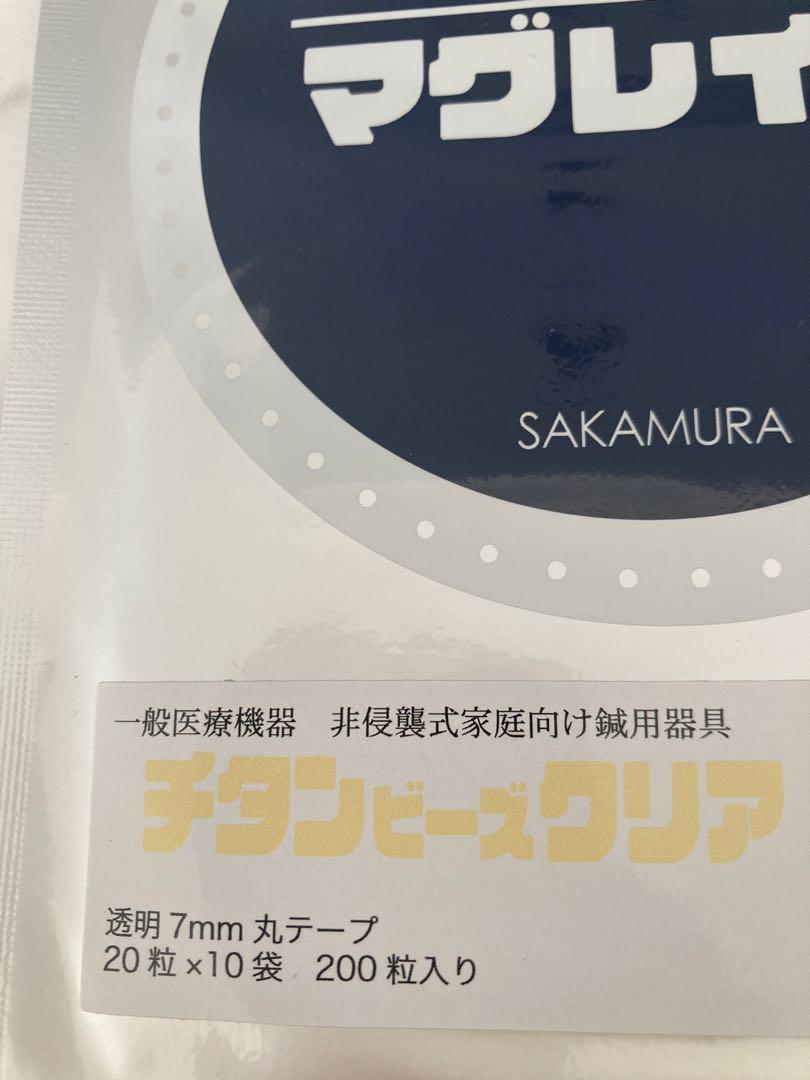 マグレイ
SAKAMURA
一般医療機器　非侵襲式家庭向け鍼用器具
チタンビーズクリア
透明 7mm 丸テープ
20 粒 ×10 袋　200 粒入り